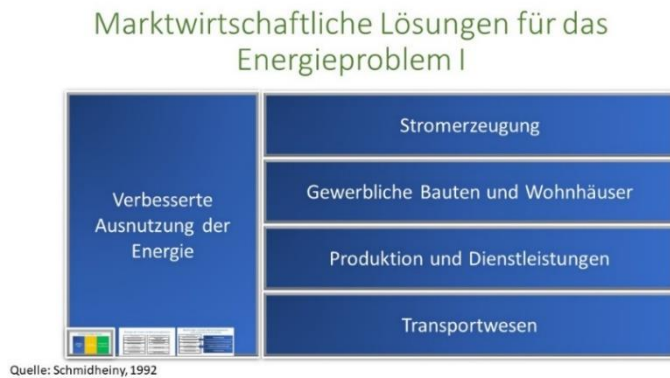 Marktwirtschaftliche Lösungen für das
Energieproblem I
Verbesserte
Ausnutzung der
Energie
Stromerzeugung
Gewerbliche Bauten und Wohnhäuser
Produktion und Dienstleistungen
Transportwesen
Quelle: Schmidheiny, 1992